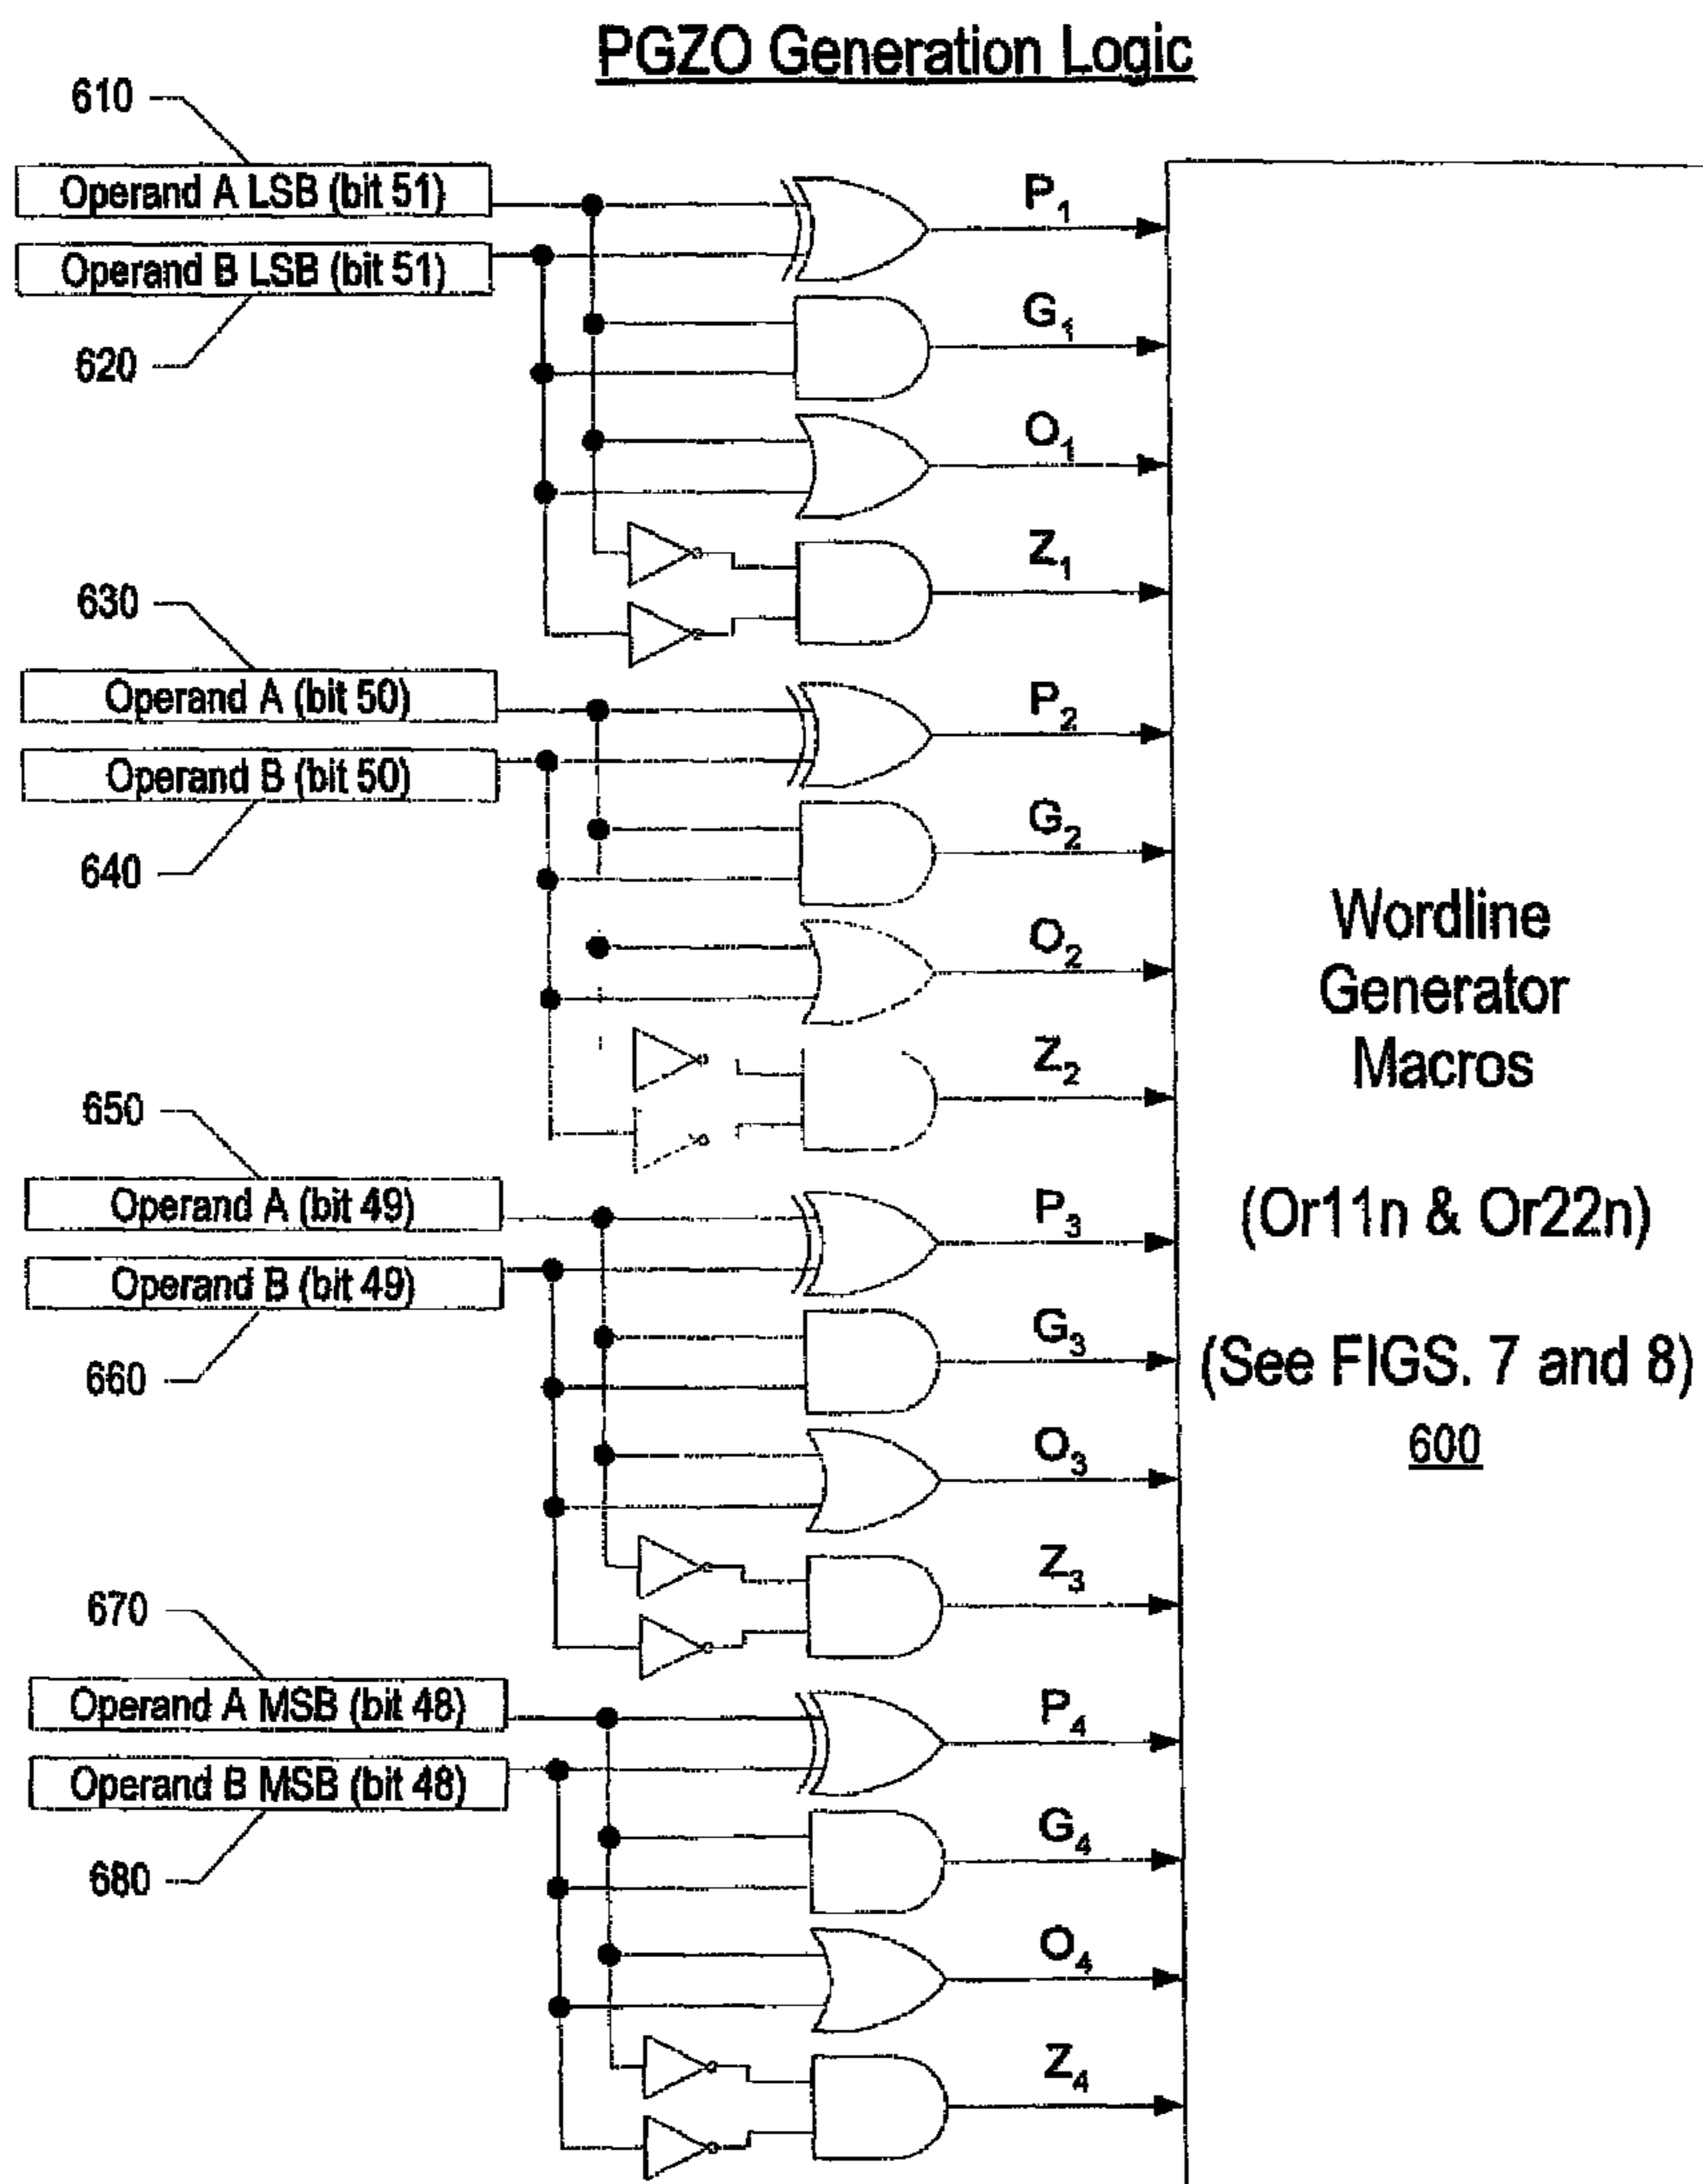 PGZO Generation Logic
610
Operand A LSB (bit 51)
Operand B LSB (bit 51)
620
P1
G1
O1
Z1
630
Operand A (bit 50)
Operand B (bit 50)
640
P2
G2
O2
Z2
650
Operand A (bit 49)
Operand B (bit 49)
660
P3
G3
O3
Z3
670
Operand A MSB (bit 48)
Operand B MSB (bit 48)
680
P4
G4
O4
Z4
Wordline
Generator
Macros
(Or11n & Or22n)
(See FIGS. 7 and 8)
600